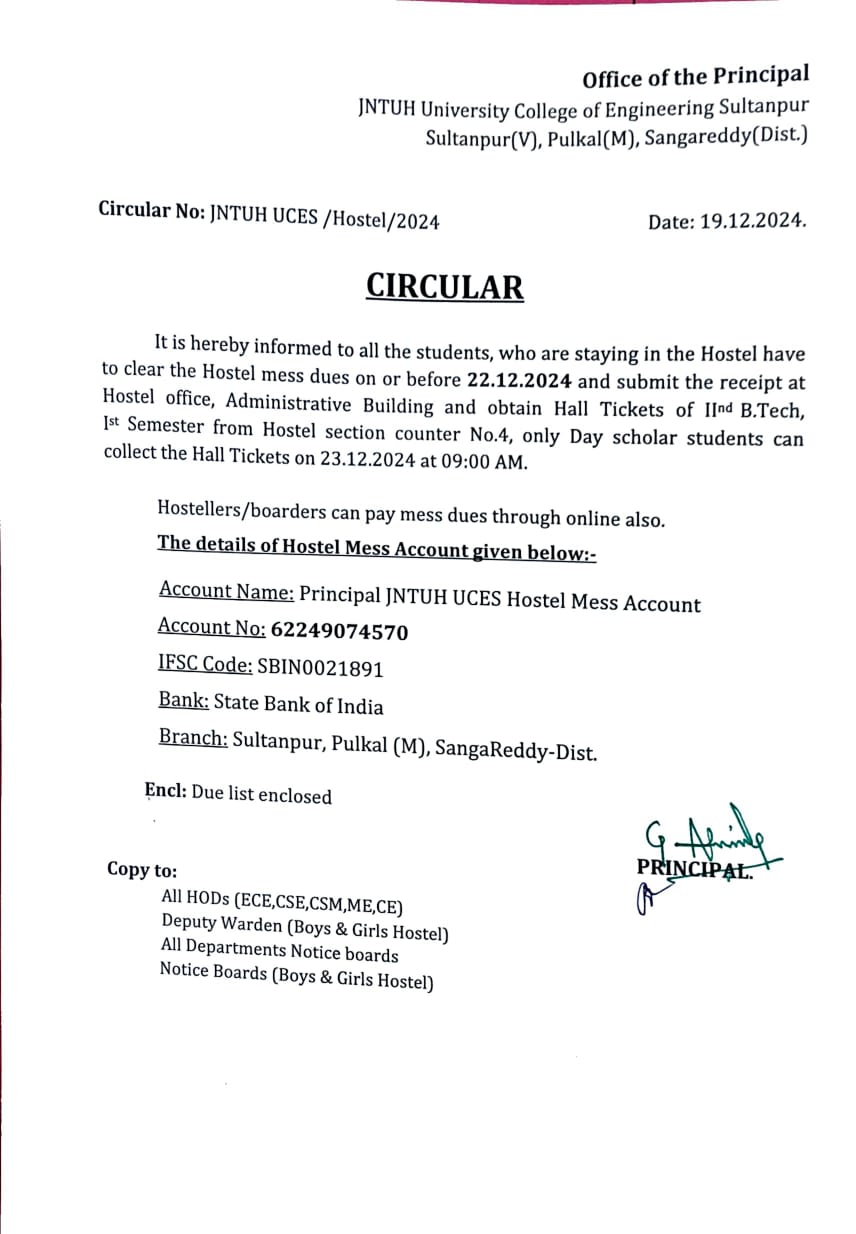 Office of the Principal
JNTUH University College of Engineering Sultanpur
Sultanpur(V), Pulkal(M), Sangareddy(Dist.)
Circular No: JNTUH UCES /Hostel/2024 Date: 19.12.2024.
CIRCULAR
It is hereby informed to all the students, who are staying in the Hostel have
to clear the Hostel mess dues on or before 22.12.2024 and submit the receipt at
Hostel office, Administrative Building and obtain Hall Tickets of IInd B.Tech,
Ist Semester from Hostel section counter No.4, only Day scholar students can
collect the Hall Tickets on 23.12.2024 at 09:00 AM.
Hostellers/boarders can pay mess dues through online also.
The details of Hostel Mess Account given below:-
Account Name: Principal JNTUH UCES Hostel Mess Account
Account No: 62249074570
IFSC Code: SBIN0021891
Bank: State Bank of India
Branch: Sultanpur, Pulkal (M), SangaReddy-Dist.
Encl: Due list enclosed
PRINCIPAL.
Copy to:
All HODs (ECE,CSE,CSM,ME,CE)
Deputy Warden (Boys & Girls Hostel)
All Departments Notice boards
Notice Boards (Boys & Girls Hostel)